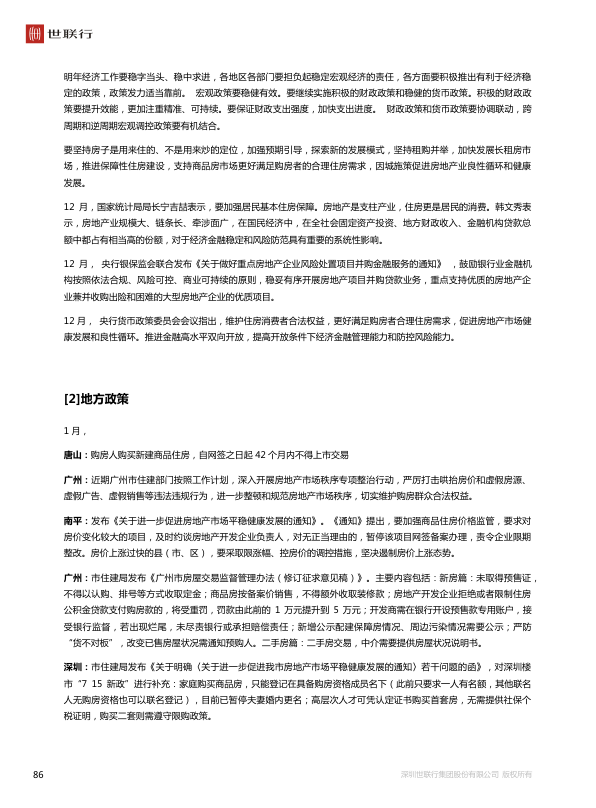 世联行
明年经济工作要稳字当头、稳中求进，各地区各部门要担负起稳定宏观经济的责任，各方面要积极推出有利于经济稳
定的政策，政策发力适当靠前。 宏观政策要稳健有效。要继续实施积极的财政政策和稳健的货币政策。积极的财政政
策要提升效能，更加注重精准、可持续。要保证财政支出强度，加快支出进度。 财政政策和货币政策要协调联动，跨
周期和逆周期宏观调控政策要有机结合。
要坚持房子是用来住的、不是用来炒的定位，加强预期引导，探索新的发展模式，坚持租购并举，加快发展长租房市
场，推进保障性住房建设，支持商品房市场更好满足购房者的合理住房需求，因城施策促进房地产业良性循环和健康
发展。
12 月，国家统计局局长宁吉喆表示，要加强居民基本住房保障。房地产是支柱产业，住房更是居民的消费。韩文秀表
示，房地产业规模大、链条长、牵涉面广，在国民经济中，在全社会固定资产投资、地方财政收入、金融机构贷款总
额中都占有相当高的份额，对于经济金融稳定和风险防范具有重要的系统性影响。
12 月， 央行银保监会联合发布《关于做好重点房地产企业风险处置项目并购金融服务的通知》 ，鼓励银行业金融机
构按照依法合规、风险可控、商业可持续的原则，稳妥有序开展房地产项目并购贷款业务，重点支持优质的房地产企
业兼并收购出险和困难的大型房地产企业的优质项目。
12 月， 央行货币政策委员会会议指出，维护住房消费者合法权益，更好满足购房者合理住房需求，促进房地产市场健
康发展和良性循环。推进金融高水平双向开放，提高开放条件下经济金融管理能力和防控风险能力。
[2]地方政策
1 月，
唐山：购房人购买新建商品住房，自网签之日起 42 个月内不得上市交易
广州：近期广州市住建部门按照工作计划，深入开展房地产市场秩序专项整治行动，严厉打击哄抬房价和虚假房源、
虚假广告、虚假销售等违法违规行为，进一步整顿和规范房地产市场秩序，切实维护购房群众合法权益。
南平：发布《关于进一步促进房地产市场平稳健康发展的通知》。《通知》提出，要加强商品住房价格监管，要求对
房价变化较大的项目，及时约谈房地产开发企业负责人，对无正当理由的，暂停该项目网签备案办理，责令企业限期
整改。房价上涨过快的县（市、区），要采取限涨幅、控房价的调控措施，坚决遏制房价上涨态势。
广州：市住建局发布《广州市房屋交易监督管理办法（修订征求意见稿）》。主要内容包括：新房篇：未取得预售证，
不得以认购、排号等方式收取定金；商品房按备案价销售，不得额外收取装修款；房地产开发企业拒绝或者限制住房
公积金贷款支付购房款的，将受重罚，罚款由此前的 1 万元提升到 5 万元；开发商需在银行开设预售款专用账户，接
受银行监督，若出现烂尾，未尽责银行或承担赔偿责任；新增公示配建保障房情况、周边污染情况需要公示；严防
“货不对板”，改变已售房屋状况需通知预购人。二手房篇：二手房交易，中介需要提供房屋状况说明书。
深圳：市住建局发布《关于明确〈关于进一步促进我市房地产市场平稳健康发展的通知〉若干问题的函》，对深圳楼
市“7 15 新政”进行补充：家庭购买商品房，只能登记在具备购房资格成员名下（此前只要求一人有名额，其他联名
人无购房资格也可以联名登记），目前已暂停夫妻婚内更名；高层次人才可凭认定证书购买首套房，无需提供社保个
税证明，购买二套则需遵守限购政策。
86
深圳世联行集团股份有限公司 版权所有